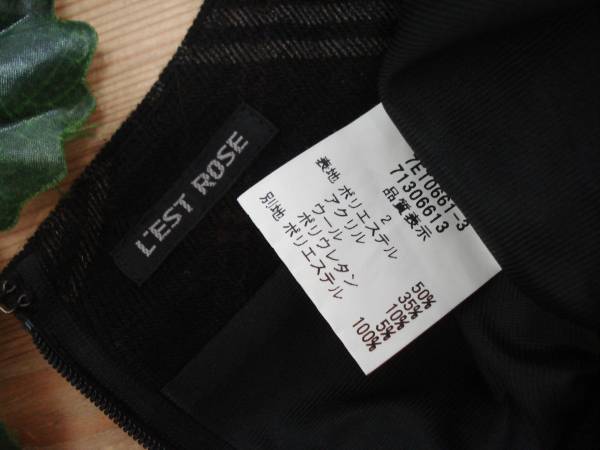 L'EST ROSE
7E10661-3
71306613
品質表示
2
表地 ポリエステル 50%
アクリル 35%
ウール 10%
ポリウレタン 5%
別地 ポリエステル 100%